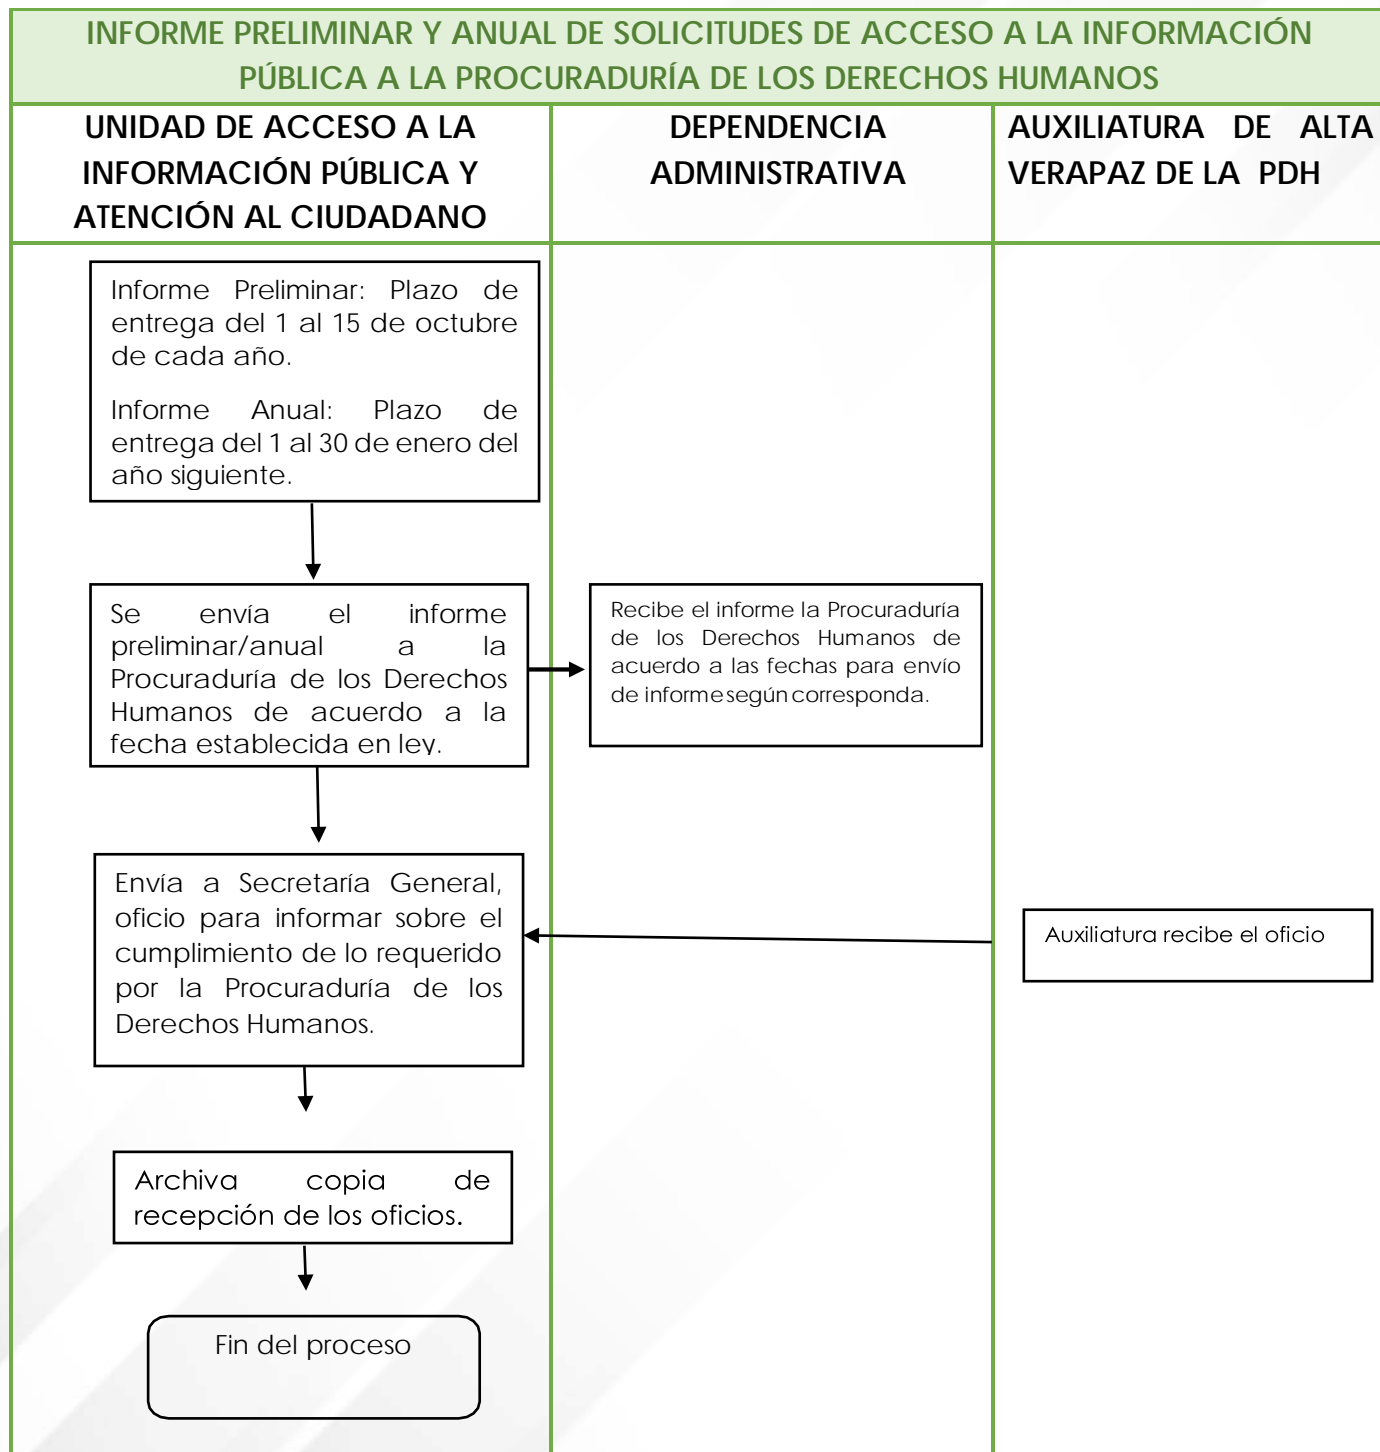 INFORME PRELIMINAR Y ANUAL DE SOLICITUDES DE ACCESO A LA INFORMACIÓN
PÚBLICA A LA PROCURADURÍA DE LOS DERECHOS HUMANOS
UNIDAD DE ACCESO A LA
INFORMACIÓN PÚBLICA Y
ATENCIÓN AL CIUDADANO
DEPENDENCIA
ADMINISTRATIVA
AUXILIATURA DE ALTA
VERAPAZ DE LA PDH
Informe Preliminar: Plazo de
entrega del 1 al 15 de octubre
de cada año.
Informe Anual: Plazo de
entrega del 1 al 30 de enero del
año siguiente.
Se envía el informe
preliminar/anual a la
Procuraduría de los Derechos
Humanos de acuerdo a la
fecha establecida en ley.
Recibe el informe la Procuraduría
de los Derechos Humanos de
acuerdo a las fechas para envío
de informe según corresponda.
Envía a Secretaría General,
oficio para informar sobre el
cumplimiento de lo requerido
por la Procuraduría de los
Derechos Humanos.
Auxiliatura recibe el oficio
Archiva copia de
recepción de los oficios.
Fin del proceso